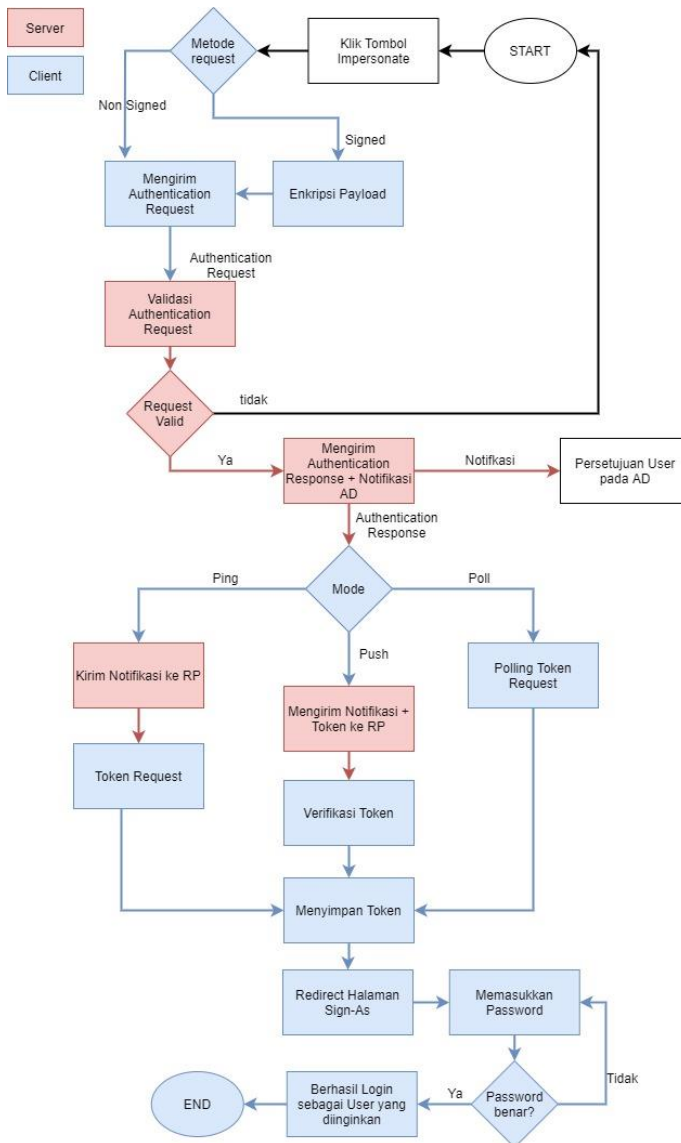 Server
Client
Metode
request
Klik Tombol
Impersonate
START
Non Signed
Signed
Mengirim
Authentication
Request
Enkripsi Payload
Authentication
Request
Validasi
Authentication
Request
Request
Valid
tidak
Ya
Mengirim
Authentication
Response + Notifikasi
AD
Notifkasi
Persetujuan User
pada AD
Authentication
Response
Mode
Ping
Poll
Push
Kirim Notifikasi ke RP
Mengirim Notifikasi +
Token ke RP
Polling Token
Request
Token Request
Verifikasi Token
Menyimpan Token
Redirect Halaman
Sign-As
Memasukkan
Password
Tidak
Password
benar?
Ya
Berhasil Login
sebagai User yang
diinginkan
END